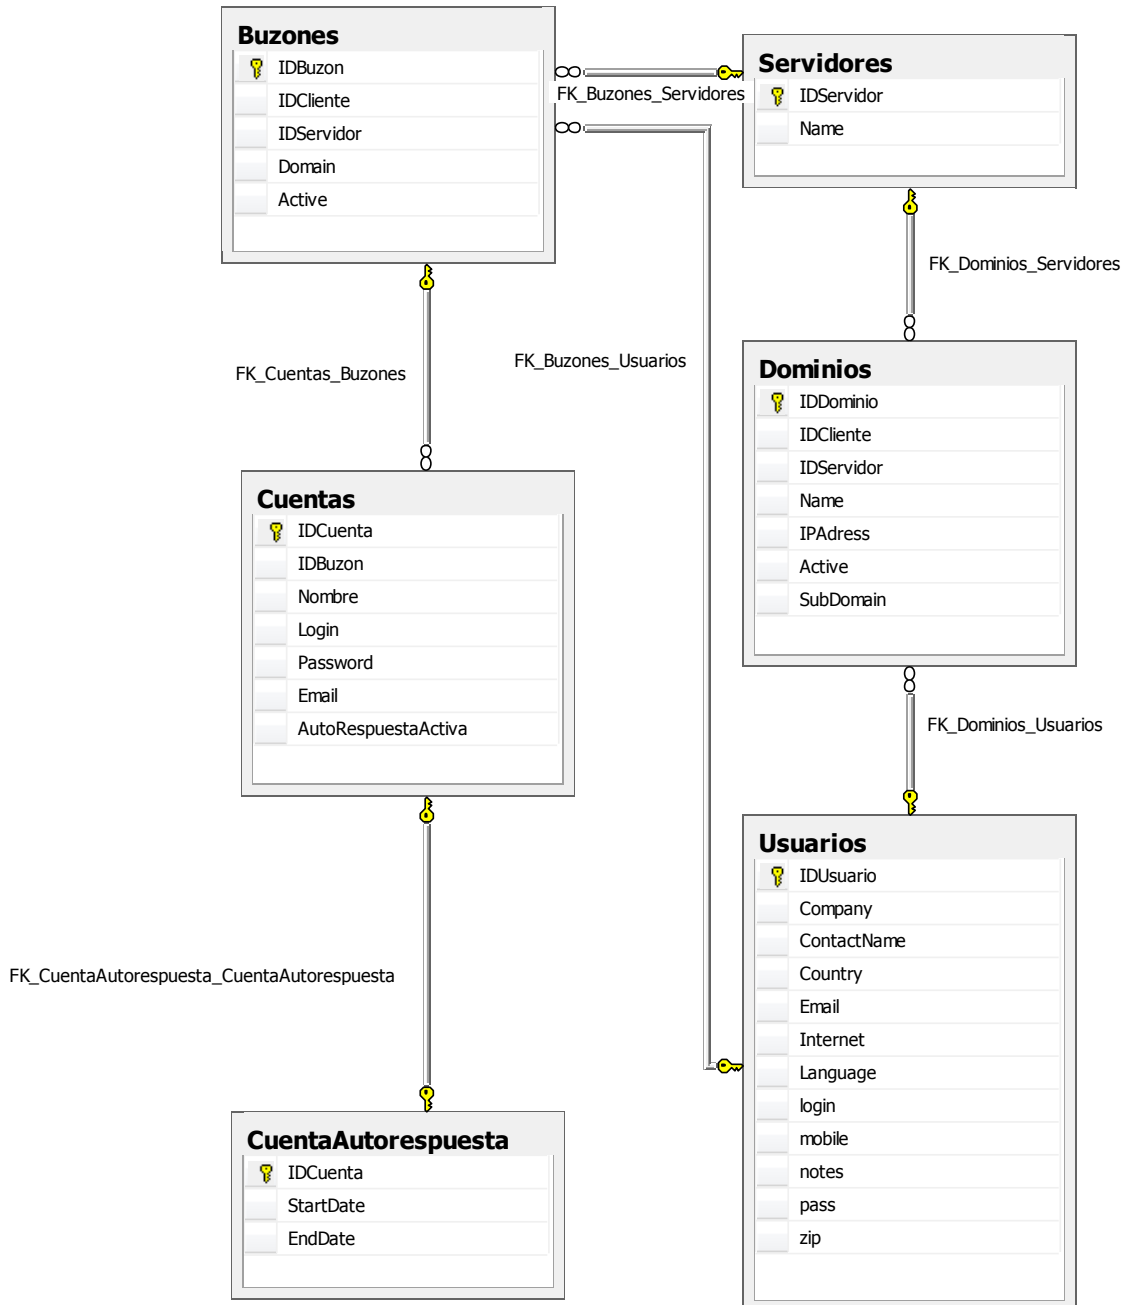 Buzones
IDBuzon
IDCliente
IDServidor
Domain
Active
FK_Buzones_Servidores
Servidores
IDServidor
Name
FK_Dominios_Servidores
FK_Cuentas_Buzones
FK_Buzones_Usuarios
Dominios
IDDominio
IDCliente
IDServidor
Name
IPAdress
Active
SubDomain
Cuentas
IDCuenta
IDBuzon
Nombre
Login
Password
Email
AutoRespuestaActiva
FK_Dominios_Usuarios
Usuarios
IDUsuario
Company
ContactName
Country
Email
Internet
Language
login
mobile
notes
pass
zip
FK_CuentaAutorespuesta_CuentaAutorespuesta
CuentaAutorespuesta
IDCuenta
StartDate
EndDate